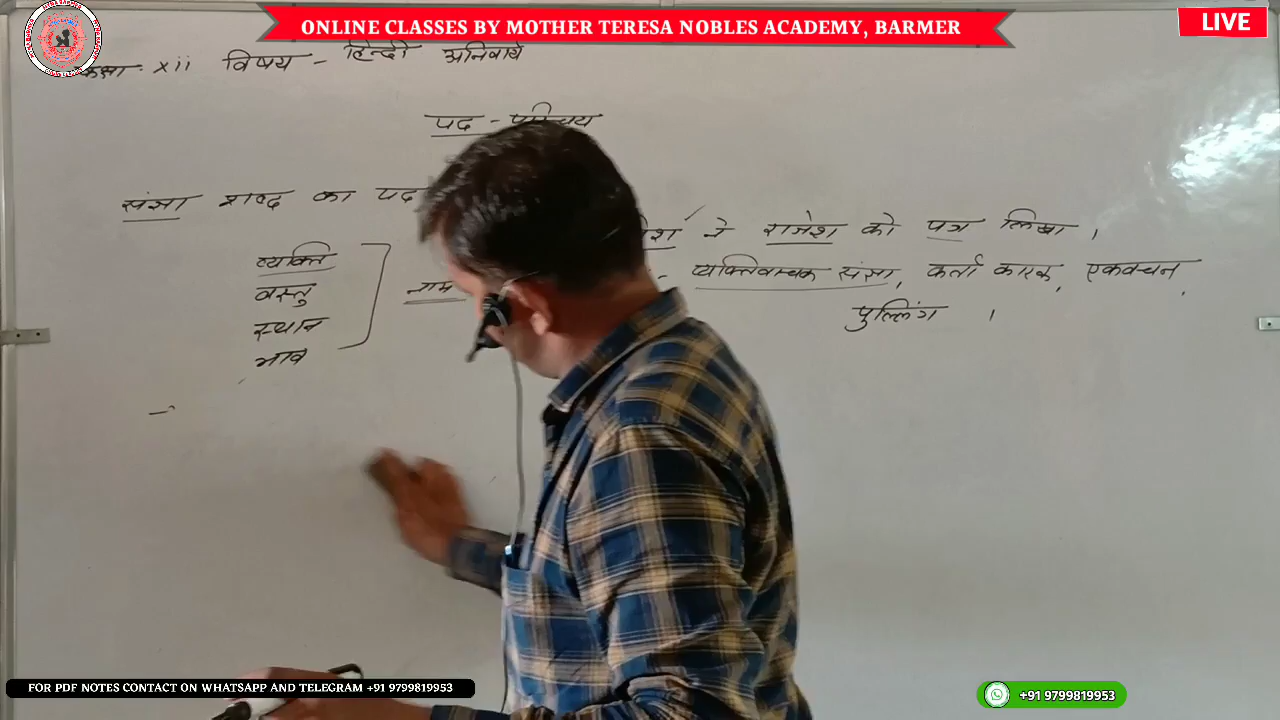 ONLINE CLASSES BY MOTHER TERESA NOBLES ACADEMY, BARMER
LIVE
कक्षा - xii विषय - हिन्दी अनिवार्य
पद - परिचय
संज्ञा शब्द का पद
ने राजेश को पत्र लिखा ।
व्यक्ति
वस्तु
स्थान
भाव
नाम
:- व्यक्तिवाचक संज्ञा, कर्ता कारक, एकवचन,
पुल्लिंग ।
FOR PDF NOTES CONTACT ON WHATSAPP AND TELEGRAM +91 9799819953
+91 9799819953